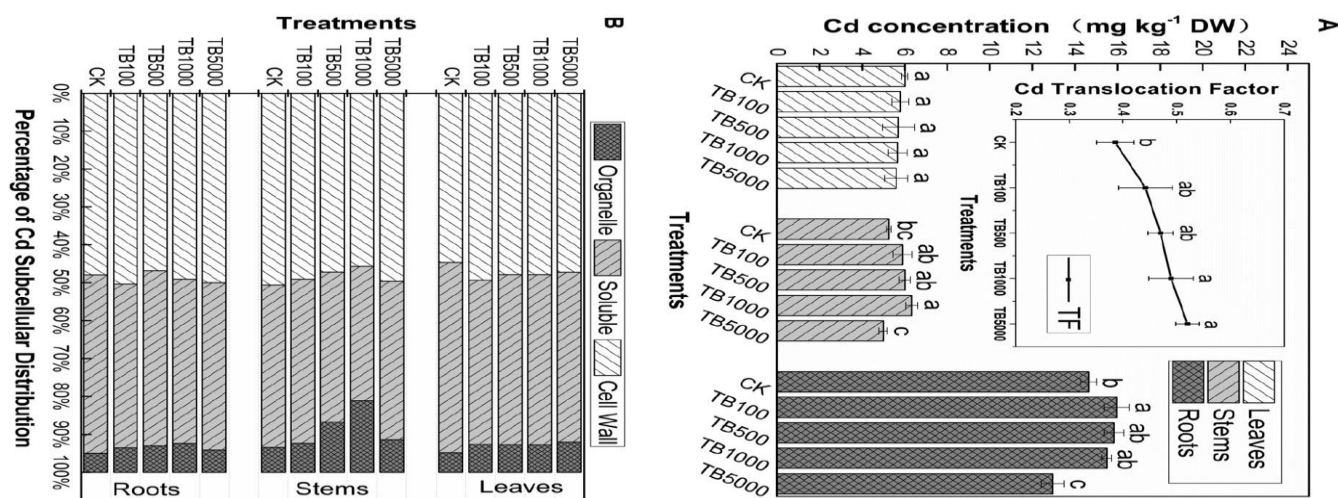 A
Cd concentration (mg kg⁻¹ DW)
0 2 4 6 8 10 12 14 16 18 20 22 24
CK TB100 TB500 TB1000 TB5000
CK TB100 TB500 TB1000 TB5000
CK TB100 TB500 TB1000 TB5000
Treatments
a a a a a
bc ab ab a c
b a ab ab c
Leaves
Stems
Roots
Cd Translocation Factor
0.2 0.3 0.4 0.5 0.6 0.7
b ab ab a a
CK TB100 TB500 TB1000 TB5000
Treatments
TF
B
Treatments
CK TB100 TB500 TB1000 TB5000
CK TB100 TB500 TB1000 TB5000
CK TB100 TB500 TB1000 TB5000
Organelle Soluble Cell Wall
0% 10% 20% 30% 40% 50% 60% 70% 80% 90% 100%
Percentage of Cd Subcellular Distribution
Roots Stems Leaves